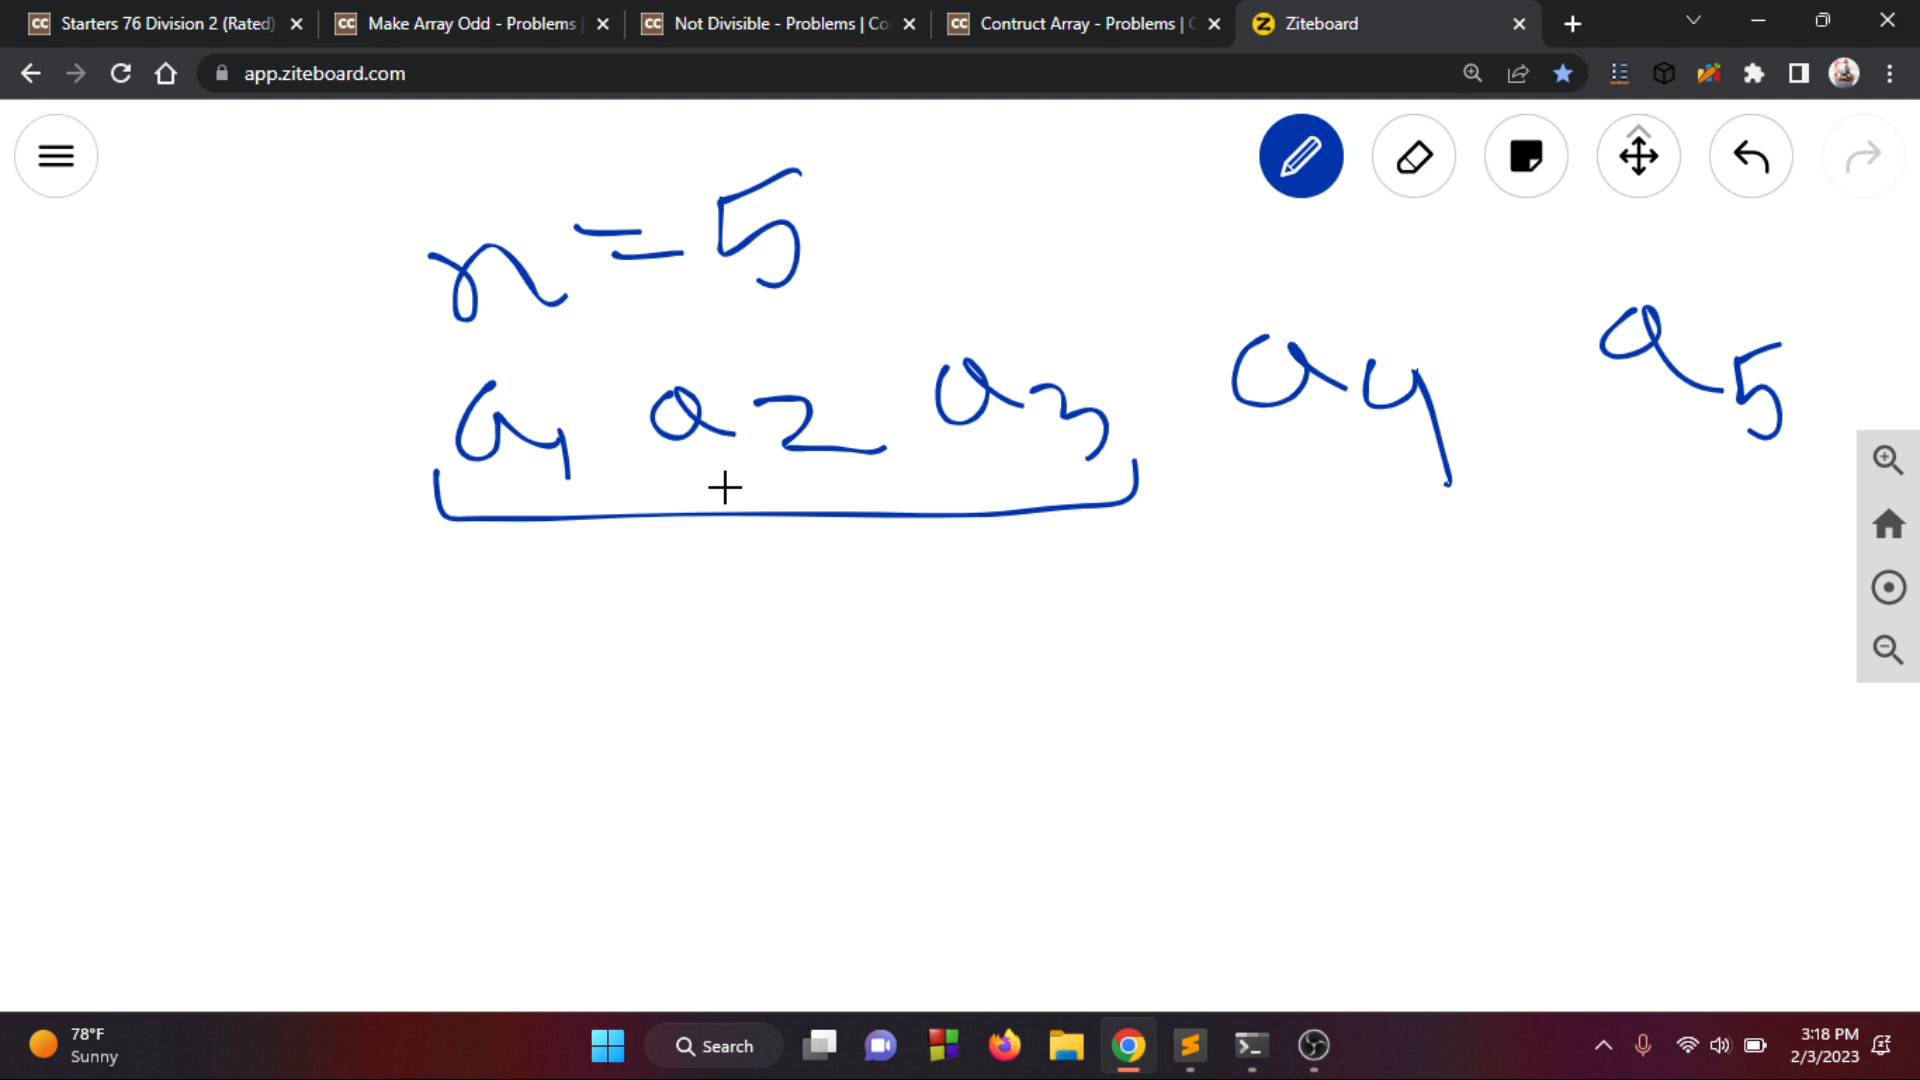 Starters 76 Division 2 (Rated)
Make Array Odd - Problems
Not Divisible - Problems | Co
Contruct Array - Problems | C
Ziteboard
app.ziteboard.com
n = 5
a1 a2 a3 a4 a5
78°F
Sunny
Search
3:18 PM
2/3/2023